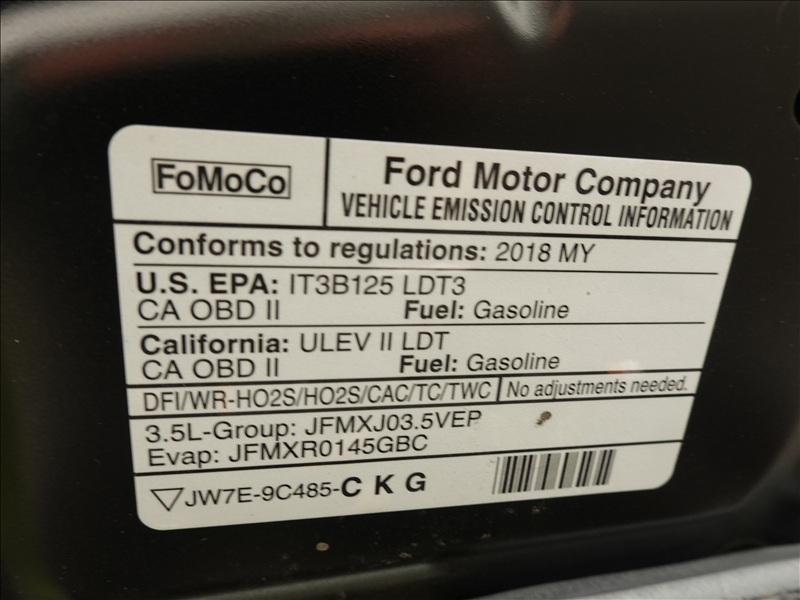 FoMoCo
Ford Motor Company
VEHICLE EMISSION CONTROL INFORMATION
Conforms to regulations: 2018 MY
U.S. EPA: IT3B125 LDT3
CA OBD II Fuel: Gasoline
California: ULEV II LDT
CA OBD II Fuel: Gasoline
DFI/WR-HO2S/HO2S/CAC/TC/TWC No adjustments needed.
3.5L-Group: JFMXJ03.5VEP
Evap: JFMXR0145GBC
JW7E-9C485-C K G